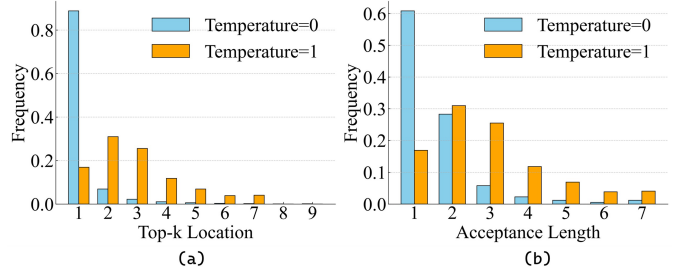 Frequency
0.8
0.6
0.4
0.2
0.0
Temperature=0
Temperature=1
1 2 3 4 5 6 7 8 9
Top-k Location
(a)
Frequency
0.6
0.5
0.4
0.3
0.2
0.1
0.0
Temperature=0
Temperature=1
1 2 3 4 5 6 7
Acceptance Length
(b)